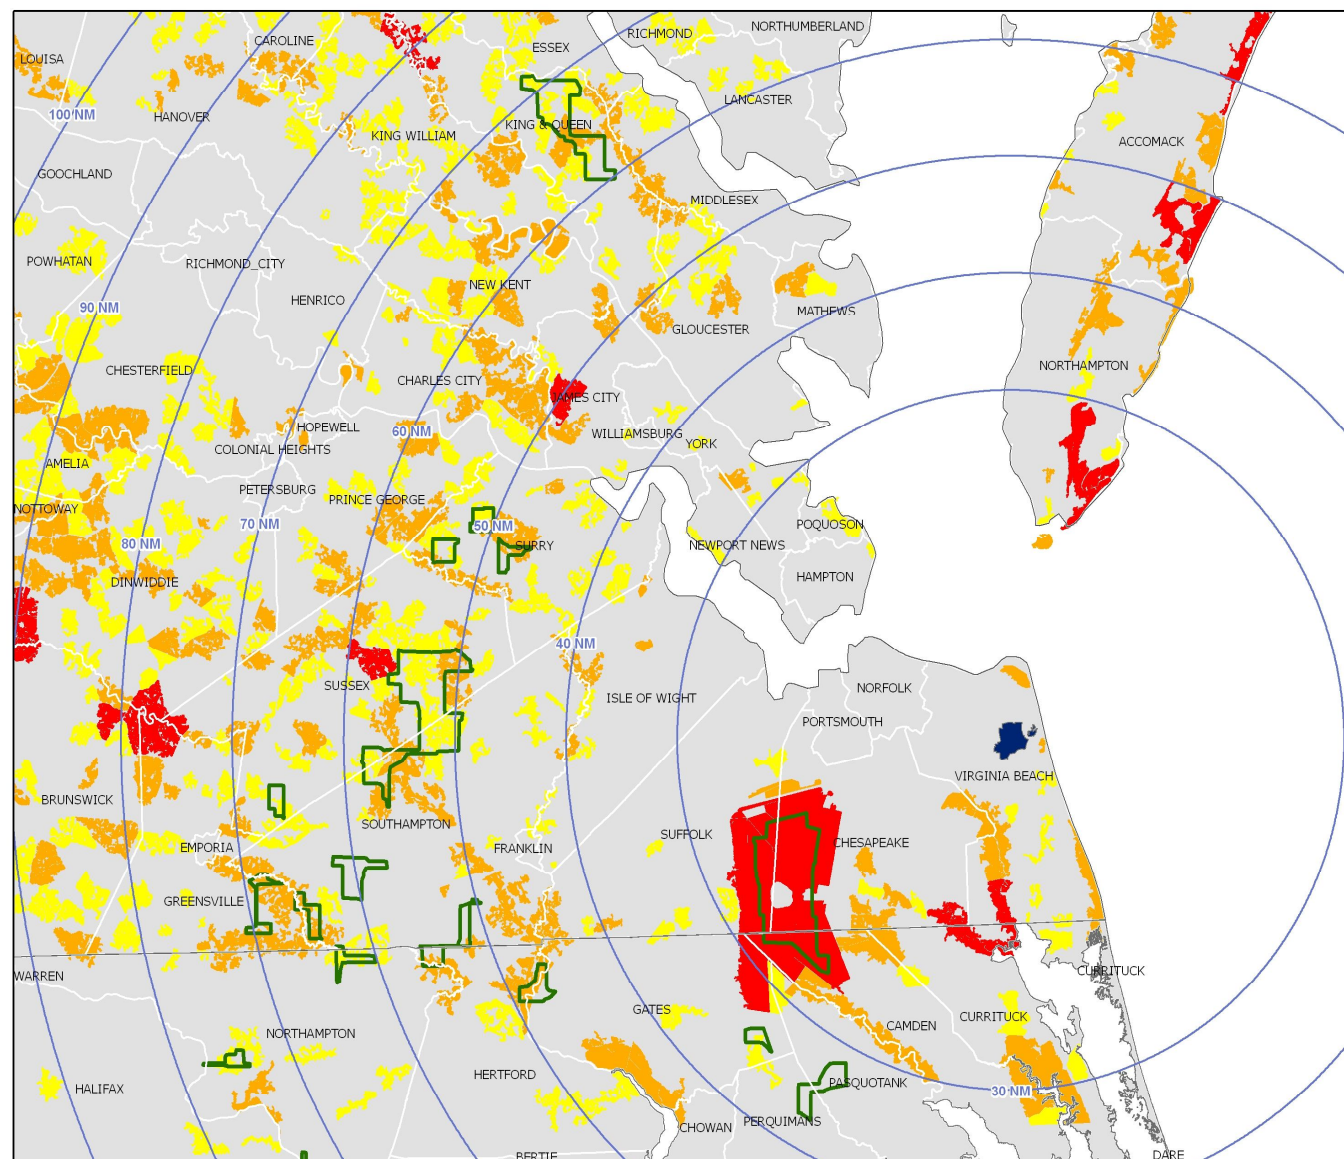 NORTHUMBERLAND
RICHMOND
CAROLINE
ESSEX
LOUISA
LANCASTER
100 NM
HANOVER
KING & QUEEN
KING WILLIAM
ACCOMACK
GOOCHLAND
MIDDLESEX
POWHATAN
RICHMOND_CITY
NEW KENT
HENRICO
90 NM
MATHEWS
GLOUCESTER
NORTHAMPTON
CHESTERFIELD
CHARLES CITY
JAMES CITY
HOPEWELL
60 NM
WILLIAMSBURG
YORK
COLONIAL HEIGHTS
AMELIA
PETERSBURG
PRINCE GEORGE
NOTTOWAY
70 NM
50 NM
POQUOSON
80 NM
SURRY
NEWPORT NEWS
DINWIDDIE
HAMPTON
40 NM
SUSSEX
NORFOLK
ISLE OF WIGHT
PORTSMOUTH
VIRGINIA BEACH
BRUNSWICK
SOUTHAMPTON
SUFFOLK
CHESAPEAKE
EMPORIA
FRANKLIN
GREENSVILLE
WARREN
CURRITUCK
GATES
CURRITUCK
CAMDEN
NORTHAMPTON
HERTFORD
PASQUOTANK
HALIFAX
30 NM
PERQUIMANS
CHOWAN
BERTIE
DARE